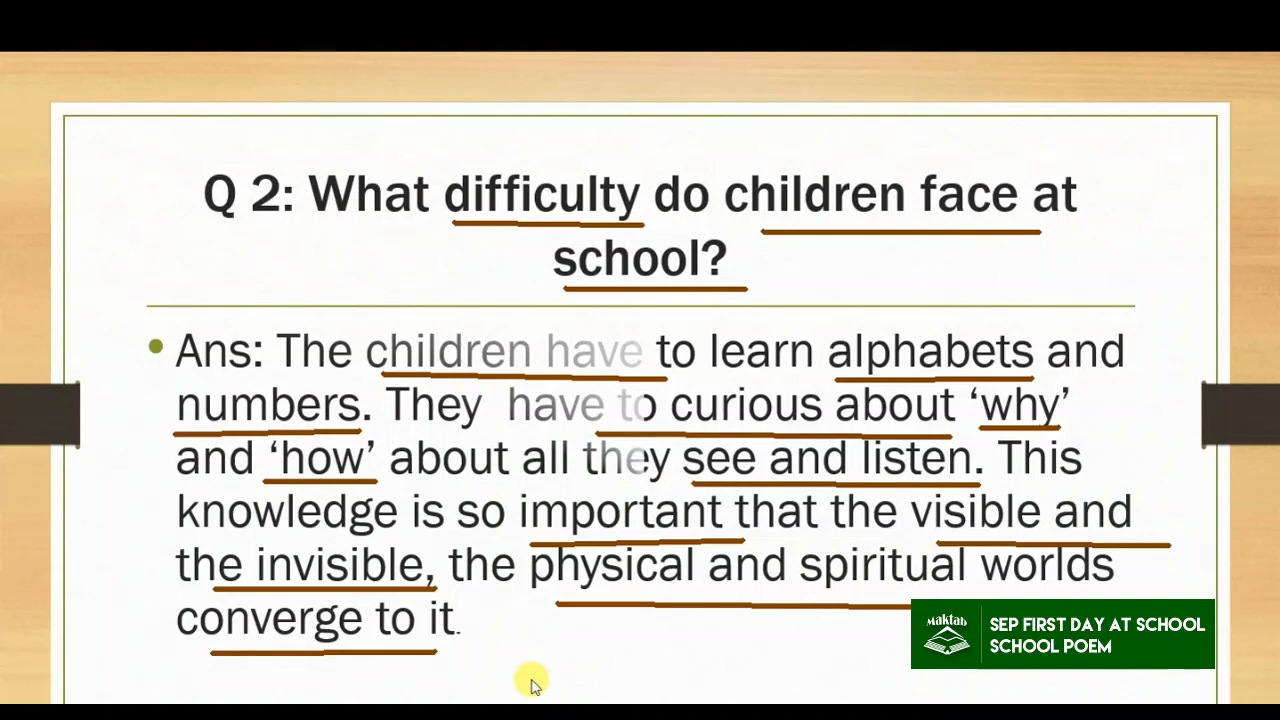 Q 2: What difficulty do children face at
school?
• Ans: The children have to learn alphabets and
numbers. They have to curious about ‘why’
and ‘how’ about all they see and listen. This
knowledge is so important that the visible and
the invisible, the physical and spiritual worlds
converge to it.
Maktab
SEP FIRST DAY AT SCHOOL
SCHOOL POEM